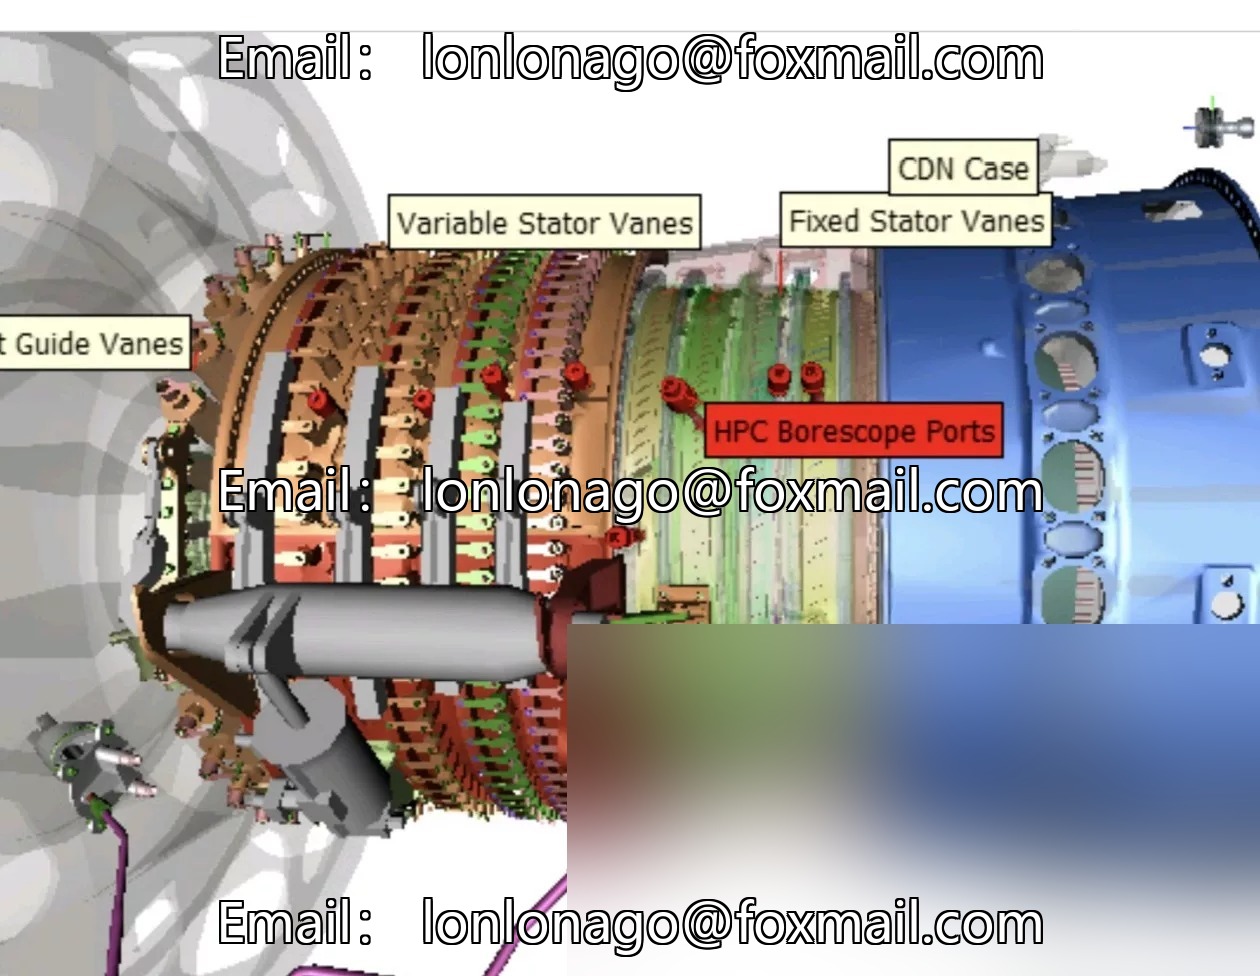 Email： lonlonago@foxmail.com
CDN Case
Variable Stator Vanes
Fixed Stator Vanes
t Guide Vanes
HPC Borescope Ports
Email： lonlonago@foxmail.com
Email： lonlonago@foxmail.com